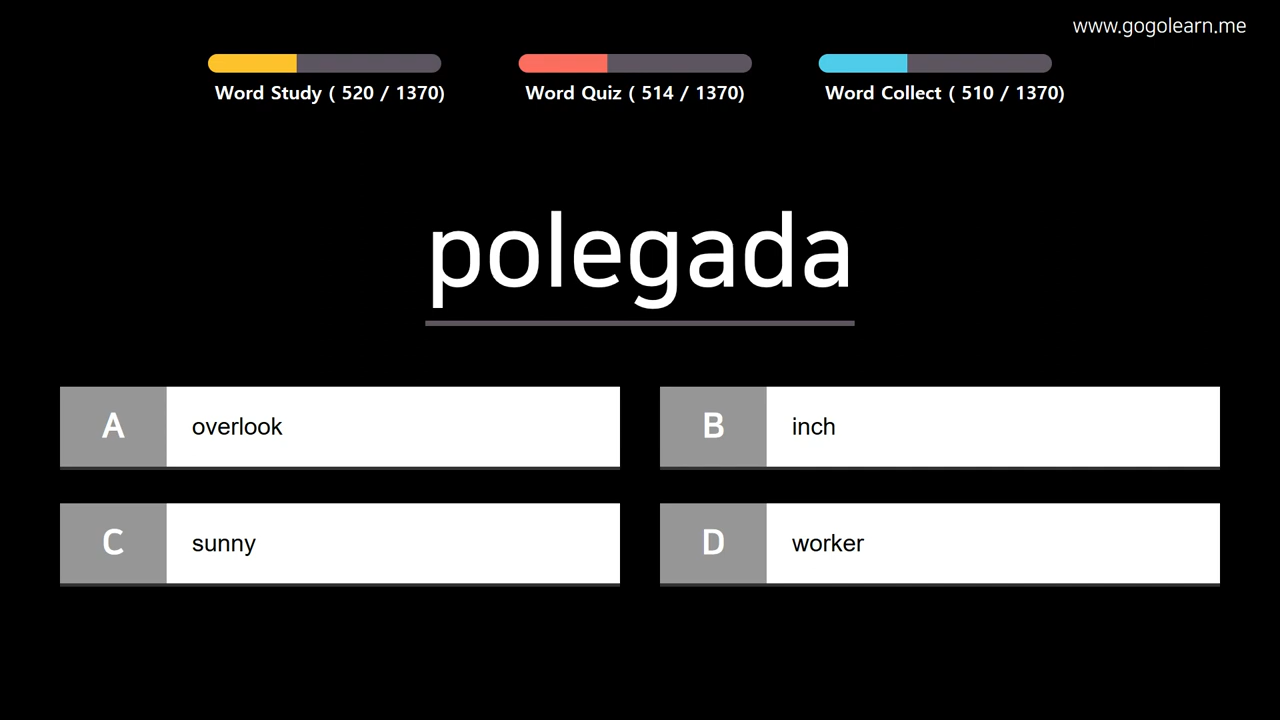 www.gogolearn.me
Word Study ( 520 / 1370)
Word Quiz ( 514 / 1370)
Word Collect ( 510 / 1370)
polegada
A overlook
B inch
C sunny
D worker